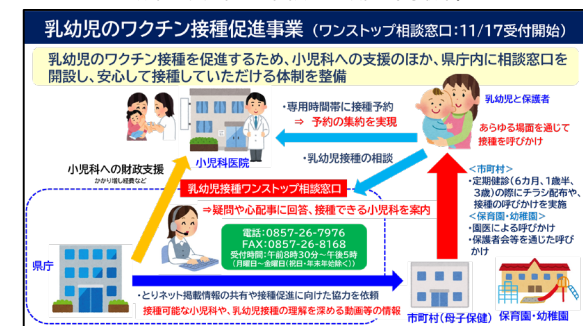 乳幼児のワクチン接種促進事業（ワンストップ相談窓口：11/17受付開始）
乳幼児のワクチン接種を促進するため、小児科への支援のほか、県庁内に相談窓口を
開設し、安心して接種していただける体制を整備
・専用時間帯に接種予約
⇒ 予約の集約を実現
乳幼児と保護者
あらゆる場面を通じて
接種を呼びかけ
小児科医院
・乳幼児接種の相談
小児科への財政支援
かかり増し経費など
乳幼児接種ワンストップ相談窓口
⇒疑問や心配事に回答、接種できる小児科を案内
電話：0857-26-7976
FAX：0857-26-8168
受付時間：午前8時30分～午後5時
（月曜日～金曜日（祝日・年末年始除く））
＜市町村＞
・定期健診（6カ月、1歳半、
3歳）の際にチラシ配布や、
接種の呼びかけを実施
＜保育園・幼稚園＞
・園医による呼びかけ
・保護者会等を通じた呼び
かけ
県庁
・とりネット掲載情報の共有や接種促進に向けた協力を依頼
接種可能な小児科や、乳幼児接種の理解を深める動画等の情報
市町村（母子保健）
保育園・幼稚園